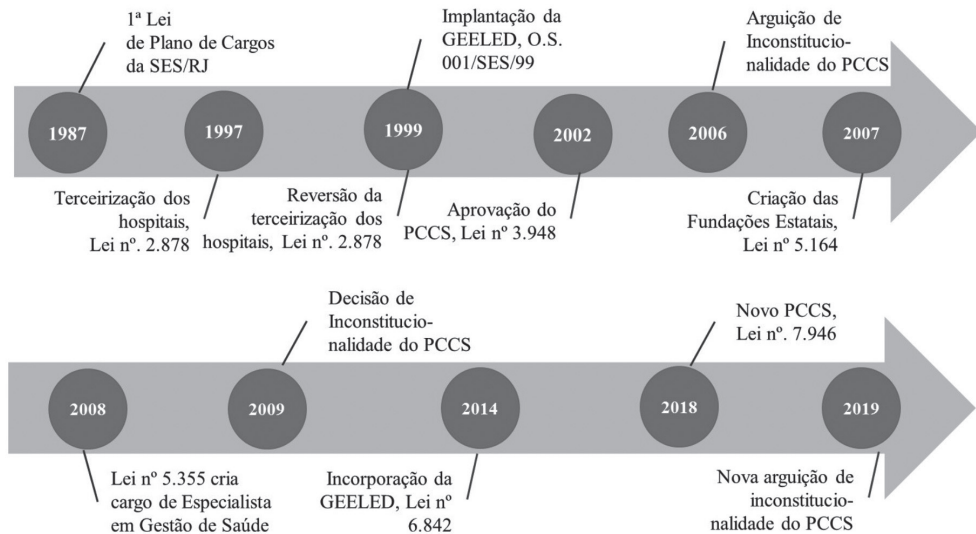 1ª Lei
de Plano de Cargos
da SES/RJ
Implantação da
GEELED, O.S.
001/SES/99
Arguição de
Inconstitucio-
nalidade do PCCS
1987
1997
1999
2002
2006
2007
Terceirização dos
hospitais,
Lei nº. 2.878
Reversão da
terceirização dos
hospitais, Lei nº. 2.878
Aprovação do
PCCS, Lei nº 3.948
Criação das
Fundações Estatais,
Lei nº 5.164
Decisão de
Inconstitucio-
nalidade do PCCS
Novo PCCS,
Lei nº. 7.946
2008
2009
2014
2018
2019
Lei nº 5.355 cria
cargo de Especialista
em Gestão de Saúde
Incorporação da
GEELED, Lei nº
6.842
Nova arguição de
inconstitucio-
nalidade do PCCS